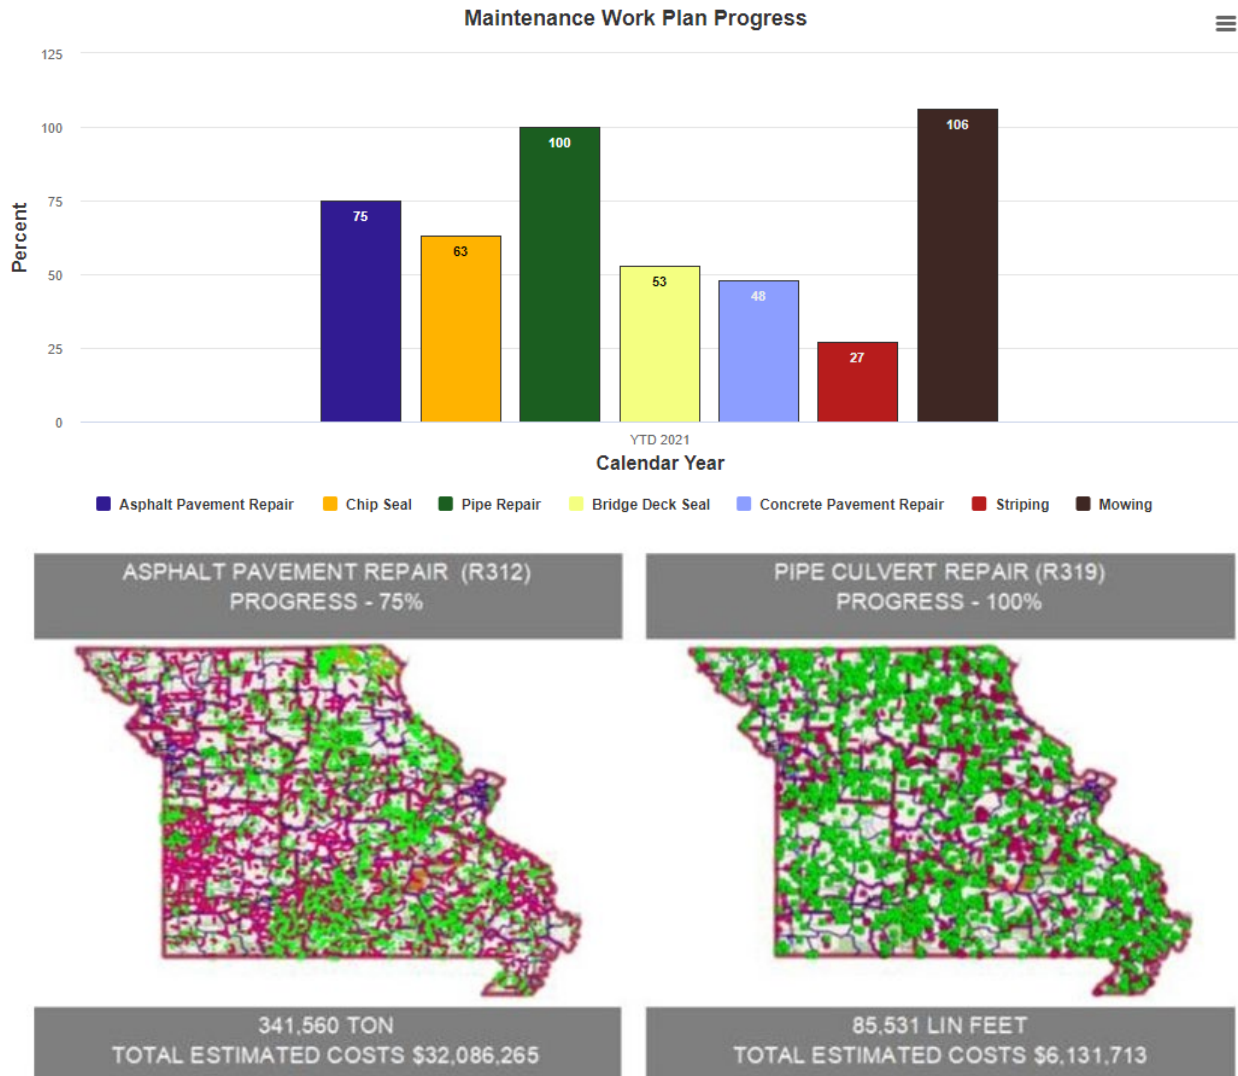 Maintenance Work Plan Progress
125
100
75
50
25
0
Percent
75
63
100
53
48
27
106
YTD 2021
Calendar Year
Asphalt Pavement Repair
Chip Seal
Pipe Repair
Bridge Deck Seal
Concrete Pavement Repair
Striping
Mowing
ASPHALT PAVEMENT REPAIR (R312)
PROGRESS - 75%
PIPE CULVERT REPAIR (R319)
PROGRESS - 100%
341,560 TON
TOTAL ESTIMATED COSTS $32,086,265
85,531 LIN FEET
TOTAL ESTIMATED COSTS $6,131,713